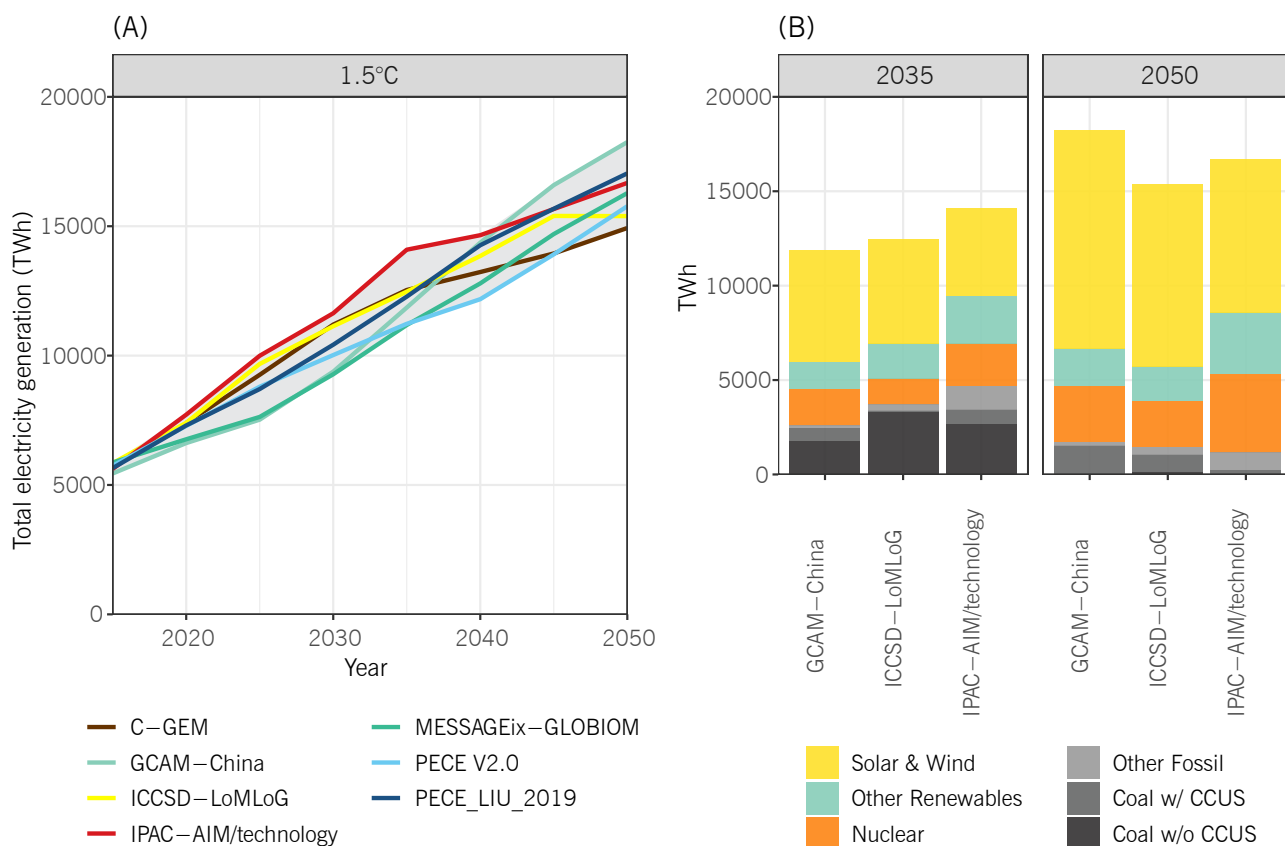 (A)
1.5°C
20000
15000
10000
5000
0
Total electricity generation (TWh)
2020
2030
2040
2050
Year
C–GEM
GCAM–China
ICCSD–LoMLoG
IPAC–AIM/technology
MESSAGEix–GLOBIOM
PECE V2.0
PECE_LIU_2019
(B)
2035
2050
20000
15000
10000
5000
0
TWh
GCAM–China
ICCSD–LoMLoG
IPAC–AIM/technology
GCAM–China
ICCSD–LoMLoG
IPAC–AIM/technology
Solar & Wind
Other Renewables
Nuclear
Other Fossil
Coal w/ CCUS
Coal w/o CCUS